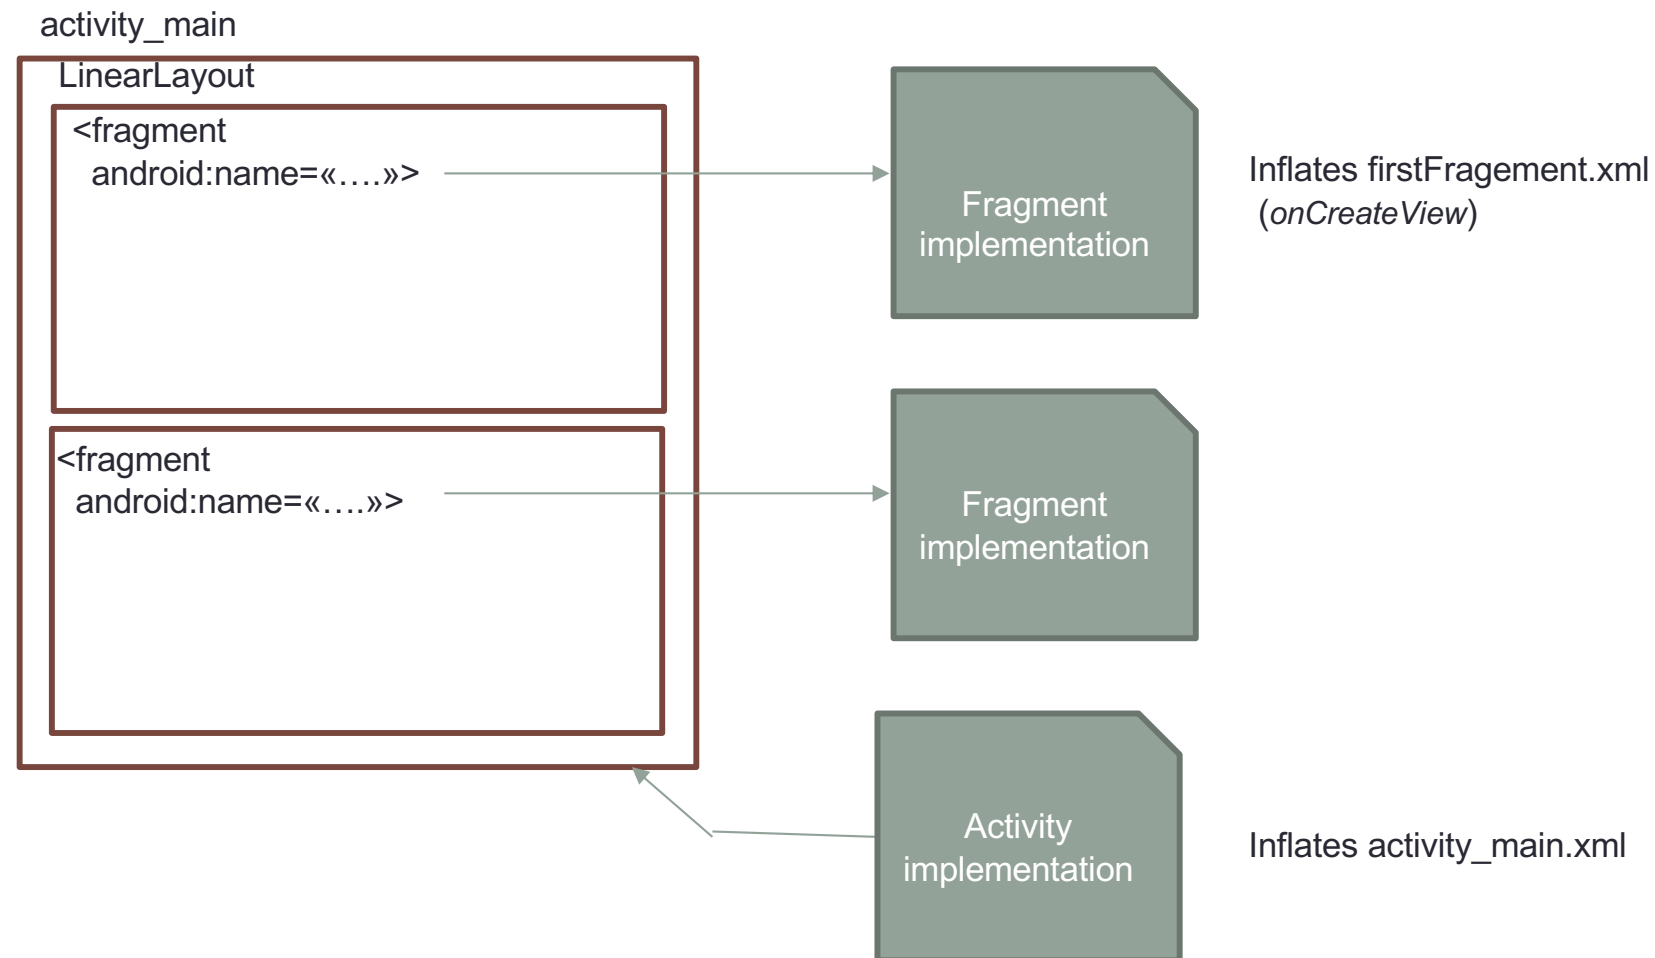 activity_main
LinearLayout
<fragment
android:name=«….»>
Fragment
implementation
Inflates firstFragement.xml
(onCreateView)
<fragment
android:name=«….»>
Fragment
implementation
Activity
implementation
Inflates activity_main.xml